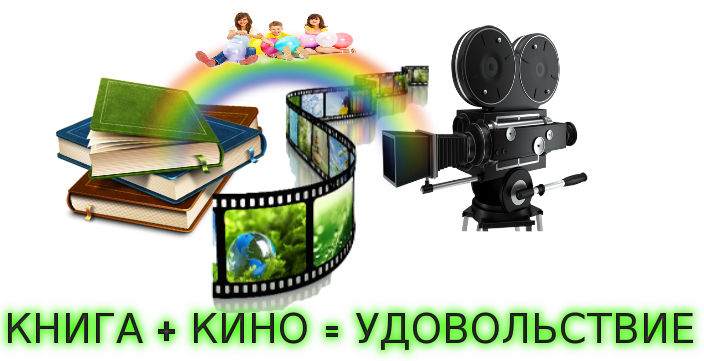 КНИГА + КИНО = УДОВОЛЬСТВИЕ